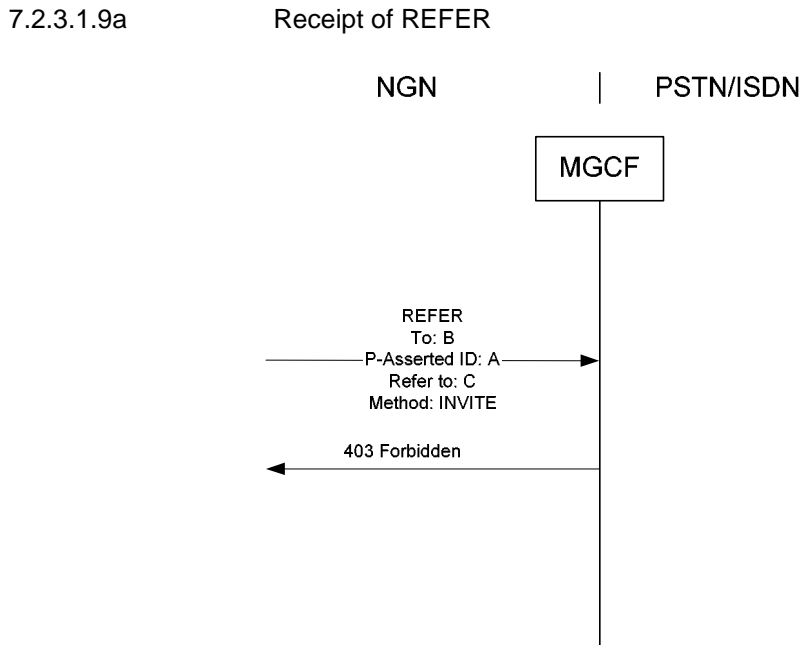 7.2.3.1.9a Receipt of REFER
NGN | PSTN/ISDN
MGCF
REFER
To: B
P-Asserted ID: A
Refer to: C
Method: INVITE
403 Forbidden